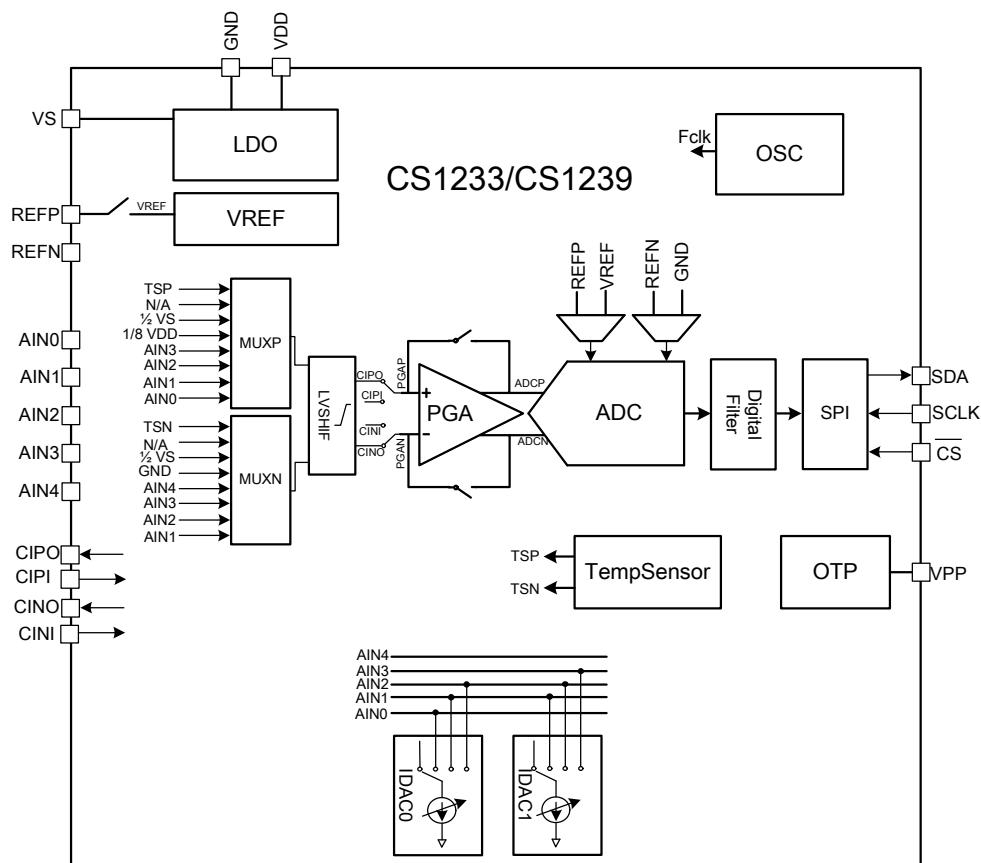 GND
VDD
VS
LDO
Fclk
OSC
CS1233/CS1239
REFP
VREF
VREF
REFN
REFP
VREF
REFN
GND
TSP
N/A
½ VS
1/8 VDD
AIN3
AIN2
AIN1
AIN0
MUXP
AIN0
AIN1
AIN2
AIN3
AIN4
TSN
N/A
½ VS
GND
AIN4
AIN3
AIN2
AIN1
MUXN
LVSHIF
CIPO
CIPI
CINI
CINO
PGAP
PGAN
+
PGA
-
ADCP
ADCN
ADC
Digital
Filter
SPI
SDA
SCLK
CS
CIPO
CIPI
CINO
CINI
TSP
TSN
TempSensor
OTP
VPP
AIN4
AIN3
AIN2
AIN1
AIN0
IDAC0
IDAC1